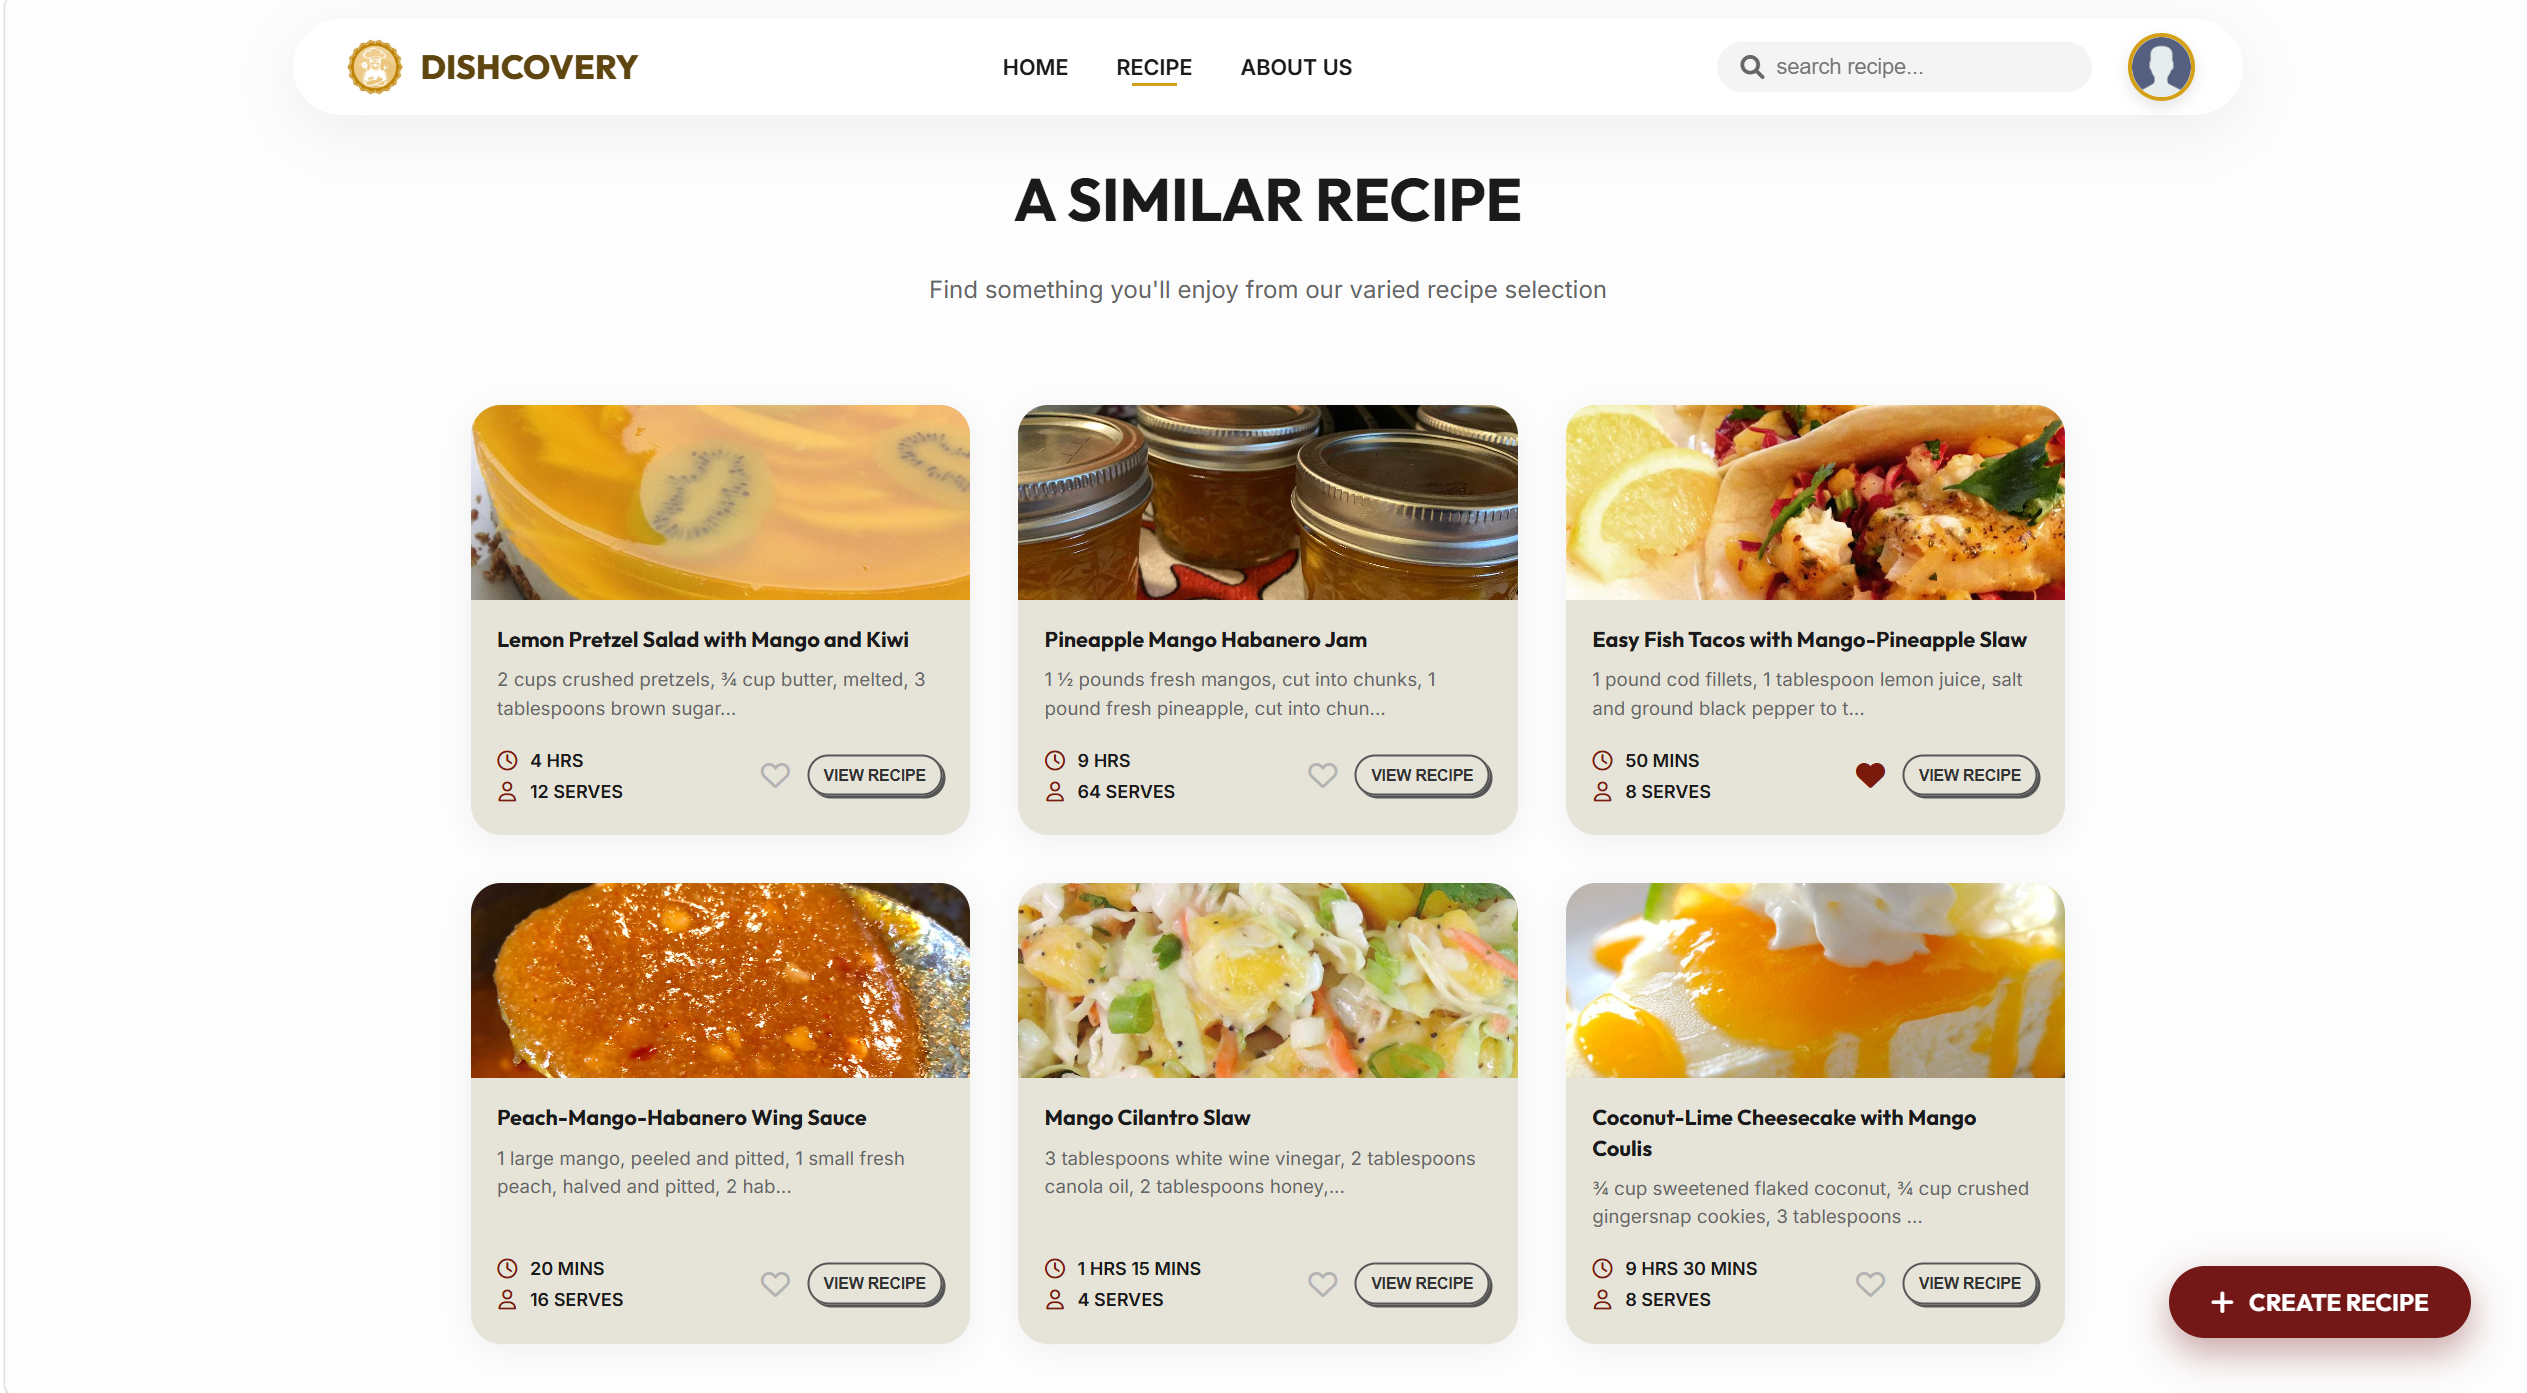 DISHCOVERY
HOME
RECIPE
ABOUT US
search recipe...
A SIMILAR RECIPE
Find something you'll enjoy from our varied recipe selection
Lemon Pretzel Salad with Mango and Kiwi
2 cups crushed pretzels, ¾ cup butter, melted, 3
tablespoons brown sugar...
4 HRS
12 SERVES
VIEW RECIPE
Pineapple Mango Habanero Jam
1 ½ pounds fresh mangos, cut into chunks, 1
pound fresh pineapple, cut into chun...
9 HRS
64 SERVES
VIEW RECIPE
Easy Fish Tacos with Mango-Pineapple Slaw
1 pound cod fillets, 1 tablespoon lemon juice, salt
and ground black pepper to t...
50 MINS
8 SERVES
VIEW RECIPE
Peach-Mango-Habanero Wing Sauce
1 large mango, peeled and pitted, 1 small fresh
peach, halved and pitted, 2 hab...
20 MINS
16 SERVES
VIEW RECIPE
Mango Cilantro Slaw
3 tablespoons white wine vinegar, 2 tablespoons
canola oil, 2 tablespoons honey,...
1 HRS 15 MINS
4 SERVES
VIEW RECIPE
Coconut-Lime Cheesecake with Mango
Coulis
¾ cup sweetened flaked coconut, ¾ cup crushed
gingersnap cookies, 3 tablespoons ...
9 HRS 30 MINS
8 SERVES
VIEW RECIPE
+ CREATE RECIPE